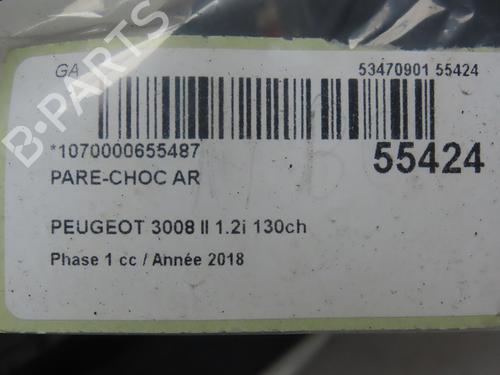 GA
53470901 55424
*1070000655487
55424
PARE-CHOC AR
PEUGEOT 3008 II 1.2i 130ch
Phase 1 cc / Année 2018
B-PARTS